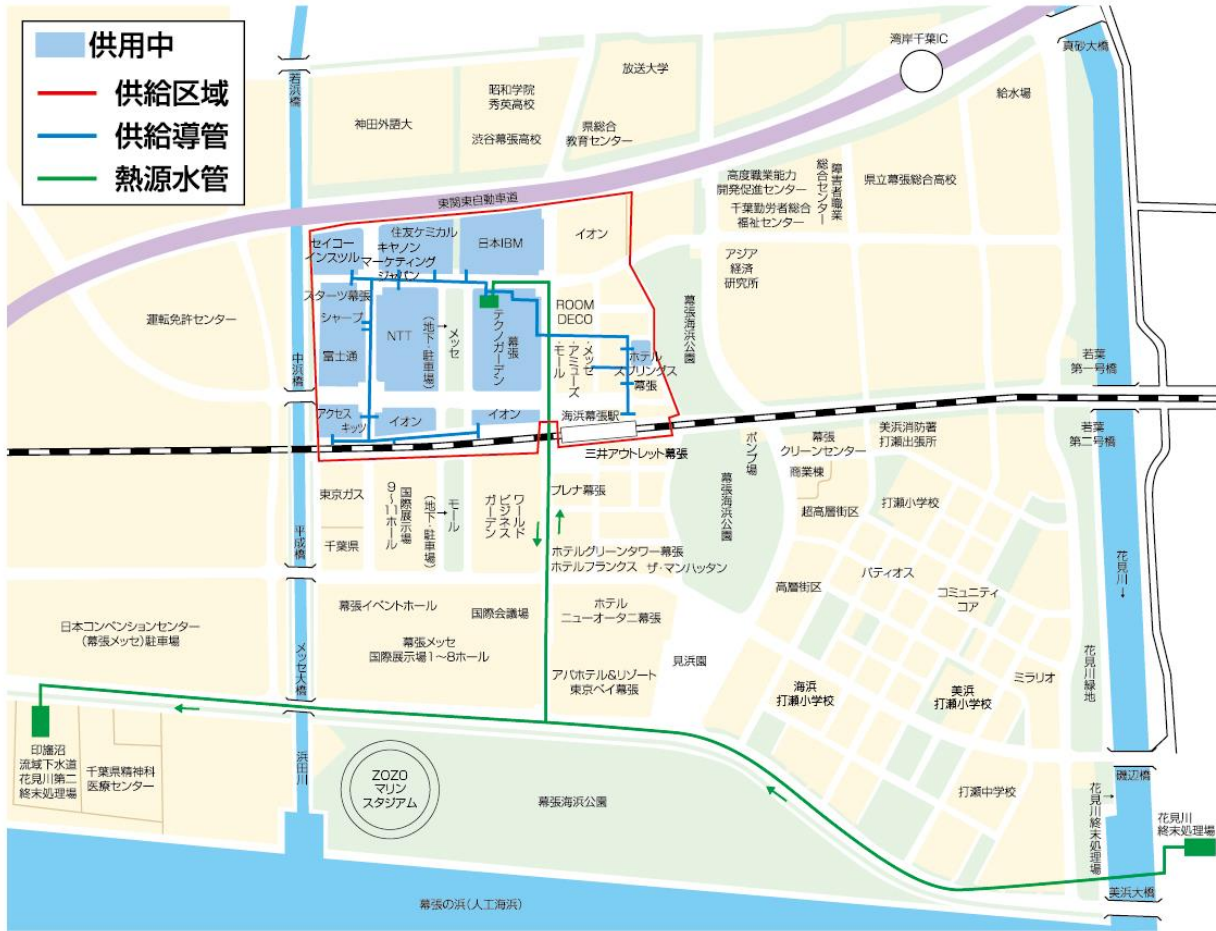 供用中
供給区域
供給導管
熱源水管
湾岸千葉IC
真砂大橋
放送大学
昭和学院
秀英高校
給水場
若浜橋
神田外語大
渋谷幕張高校
県総合
教育センター
高度職業能力
開発促進センター
障害者職業
総合センター
県立幕張総合高校
千葉勤労者総合
福祉センター
東関東自動車道
住友ケミカル
日本IBM
イオン
セイコー
インスツル
キヤノン
マーケティング
ジャパン
アジア
経済
研究所
スターツ幕張
シャープ
運転免許センター
NTT
メッセ
→
(地下・駐車場)
幕張
テクノガーデン
ROOM
DECO
幕張海浜公園
富士通
中浜橋
メッセ
・アミューズ
モール
ホテル
スプリングス
幕張
若葉
第一号橋
アクセス
キッツ
イオン
イオン
海浜幕張駅
三井アウトレット幕張
ポンプ場
幕張
クリーンセンター
美浜消防署
打瀬出張所
若葉
第二号橋
商業棟
東京ガス
国際展示場
9~11ホール
モール
→
(地下・駐車場)
ワールド
ビジネス
ガーデン
プレナ幕張
幕張海浜公園
打瀬小学校
超高層街区
千葉県
平成橋
ホテルグリーンタワー幕張
ホテルフランクス ザ・マンハッタン
パティオス
高層街区
花見川→
コミュニティ
コア
幕張イベントホール
国際会議場
ホテル
ニューオータニ幕張
日本コンベンションセンター
(幕張メッセ)駐車場
幕張メッセ
国際展示場1~8ホール
メッセ大橋
見浜園
アパホテル&リゾート
東京ベイ幕張
海浜
打瀬小学校
美浜
打瀬小学校
ミラリオ
花見川緑地
印旛沼
流域下水道
花見川第二
終末処理場
千葉県精神科
医療センター
浜田川
ZOZO
マリン
スタジアム
幕張海浜公園
打瀬中学校
磯辺橋
花見川終末処理場
→
花見川
終末処理場
美浜大橋
幕張の浜(人工海浜)